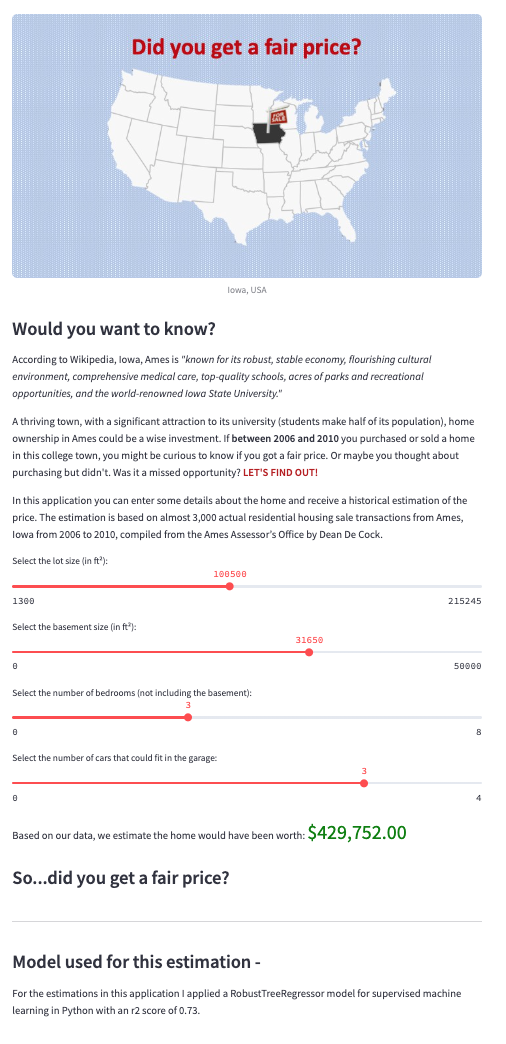 Did you get a fair price?
FOR
SALE
Iowa, USA
Would you want to know?
According to Wikipedia, Iowa, Ames is "known for its robust, stable economy, flourishing cultural
environment, comprehensive medical care, top-quality schools, acres of parks and recreational
opportunities, and the world-renowned Iowa State University."
A thriving town, with a significant attraction to its university (students make half of its population), home
ownership in Ames could be a wise investment. If between 2006 and 2010 you purchased or sold a home
in this college town, you might be curious to know if you got a fair price. Or maybe you thought about
purchasing but didn't. Was it a missed opportunity? LET'S FIND OUT!
In this application you can enter some details about the home and receive a historical estimation of the
price. The estimation is based on almost 3,000 actual residential housing sale transactions from Ames,
Iowa from 2006 to 2010, compiled from the Ames Assessor's Office by Dean De Cock.
Select the lot size (in ft²):
100500
1300 215245
Select the basement size (in ft²):
31650
0 50000
Select the number of bedrooms (not including the basement):
3
0 8
Select the number of cars that could fit in the garage:
3
0 4
Based on our data, we estimate the home would have been worth: $429,752.00
So...did you get a fair price?
Model used for this estimation -
For the estimations in this application I applied a RobustTreeRegressor model for supervised machine
learning in Python with an r2 score of 0.73.